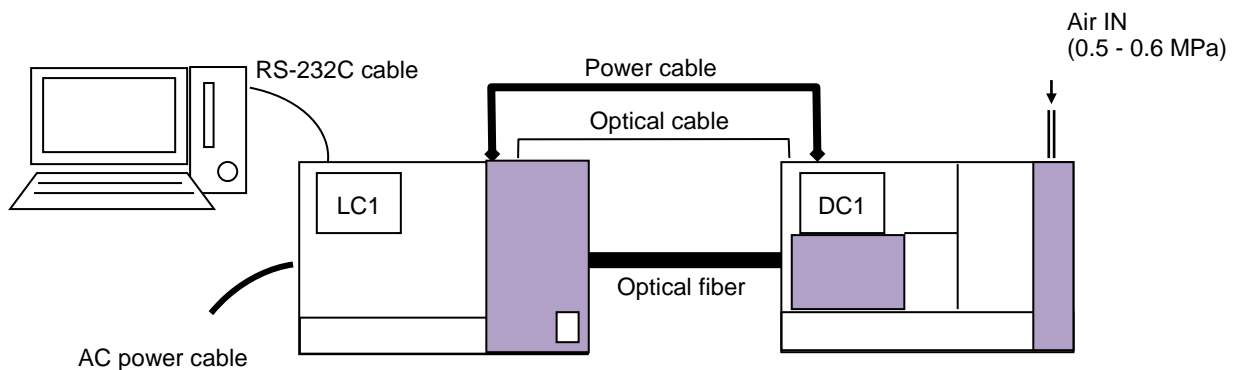 Air IN
(0.5 - 0.6 MPa)
RS-232C cable
Power cable
Optical cable
LC1
DC1
Optical fiber
AC power cable